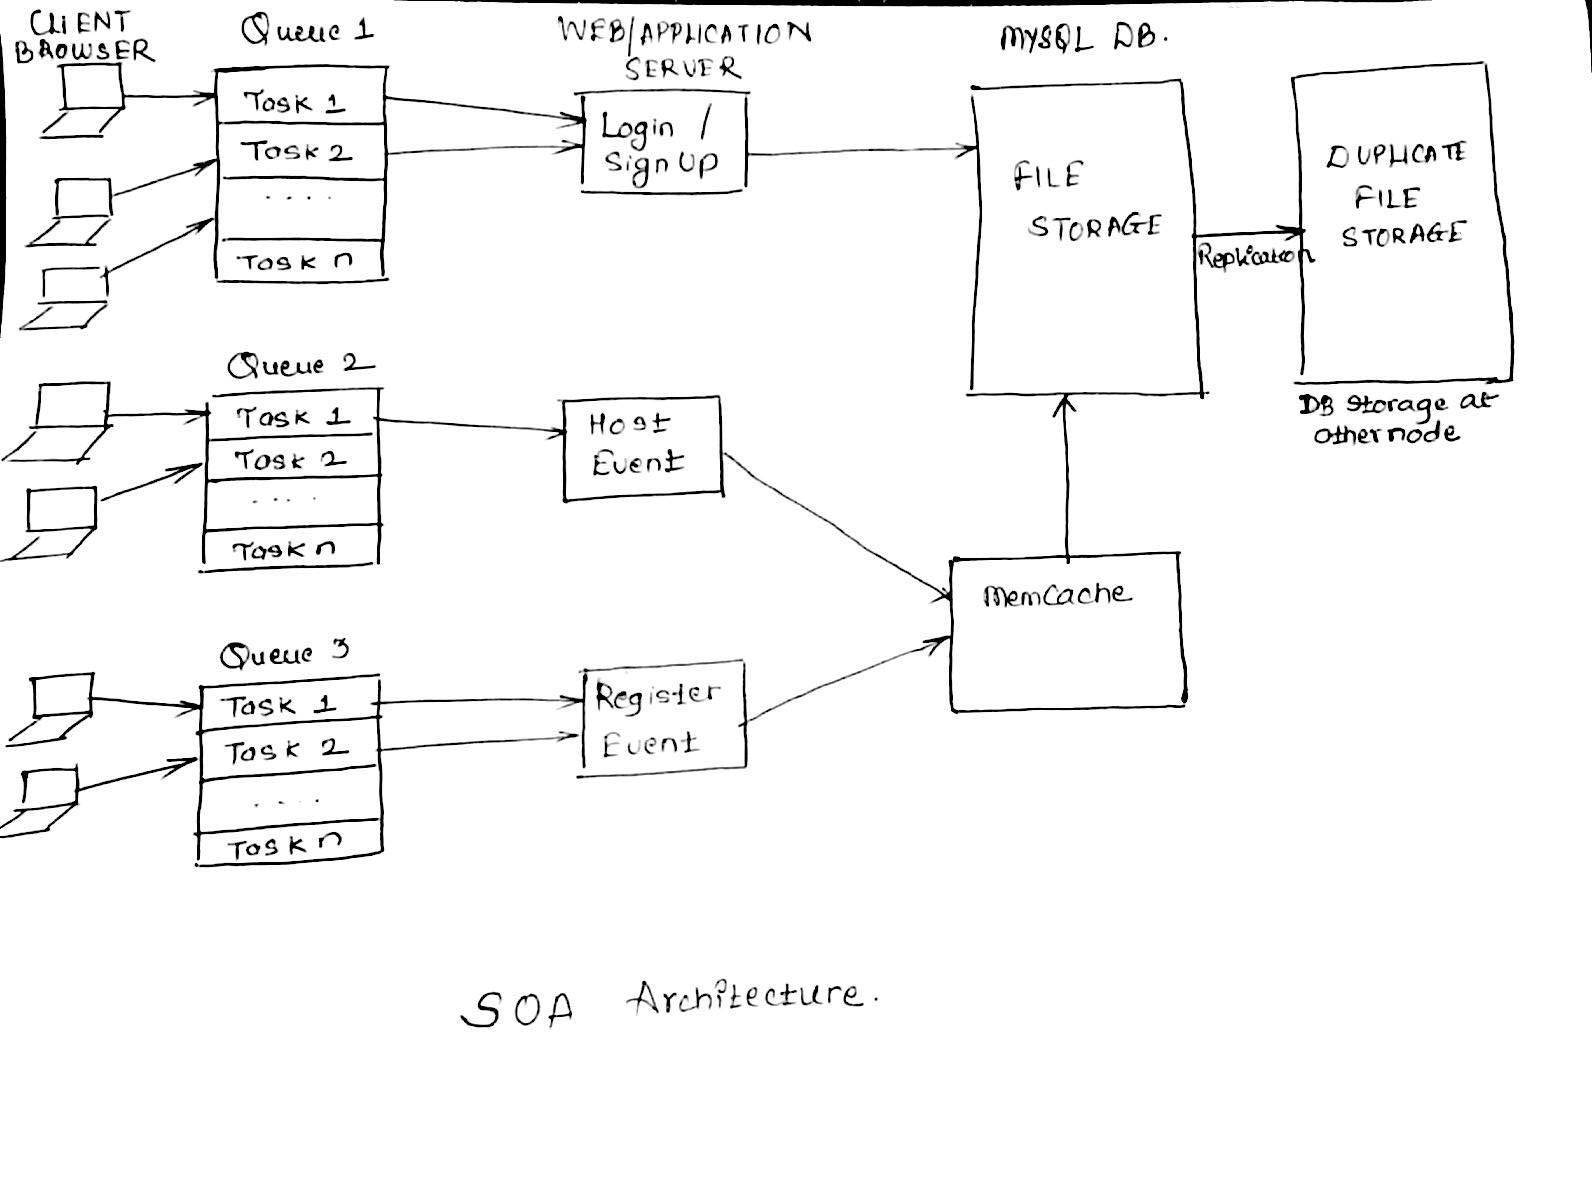 CLIENT
BROWSER
Queue 1
Task 1
Task 2
....
Task n
WEB/APPLICATION
SERVER
Login /
Sign Up
MYSQL DB.
FILE
STORAGE
Replication
DUPLICATE
FILE
STORAGE
DB Storage at
other node
Queue 2
Task 1
Task 2
....
Task n
Host
Event
MemCache
Queue 3
Task 1
Task 2
....
Task n
Register
Event
SOA Architecture.